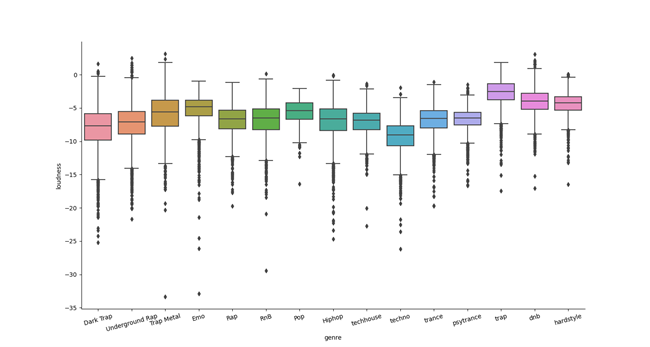 0
−5
−10
−15
−20
−25
−30
−35
loudness
Dark Trap
Underground Rap
Trap Metal
Emo
Rap
RnB
Pop
Hiphop
techhouse
techno
trance
psytrance
trap
dnb
hardstyle
genre